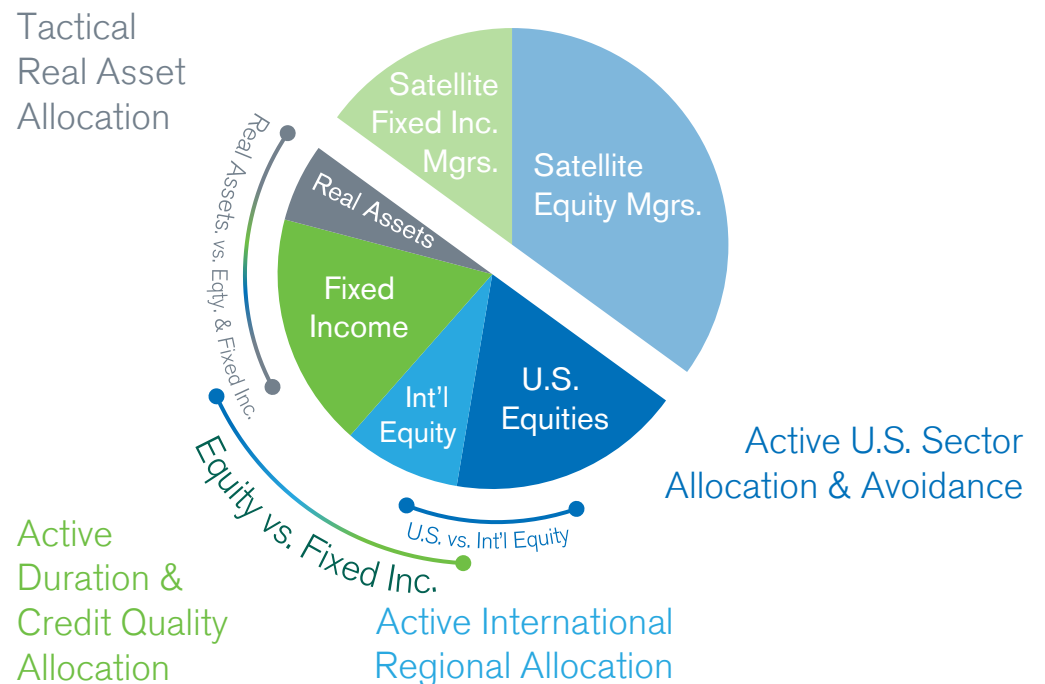 Tactical
Real Asset
Allocation
Satellite
Fixed Inc.
Mgrs.
Satellite
Equity Mgrs.
Real Assets. vs. Eqty. & Fixed Inc.
Real Assets
Fixed
Income
Int'l
Equity
U.S.
Equities
Active U.S. Sector
Allocation & Avoidance
Equity vs. Fixed Inc.
U.S. vs. Int'l Equity
Active
Duration &
Credit Quality
Allocation
Active International
Regional Allocation